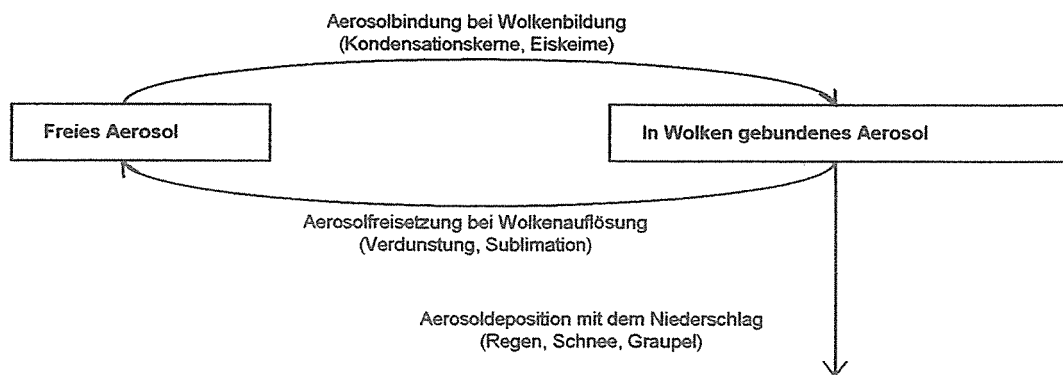 Aerosolbindung bei Wolkenbildung
(Kondensationskerne, Eiskeime)
Freies Aerosol
In Wolken gebundenes Aerosol
Aerosolfreisetzung bei Wolkenauflösung
(Verdunstung, Sublimation)
Aerosoldeposition mit dem Niederschlag
(Regen, Schnee, Graupel)